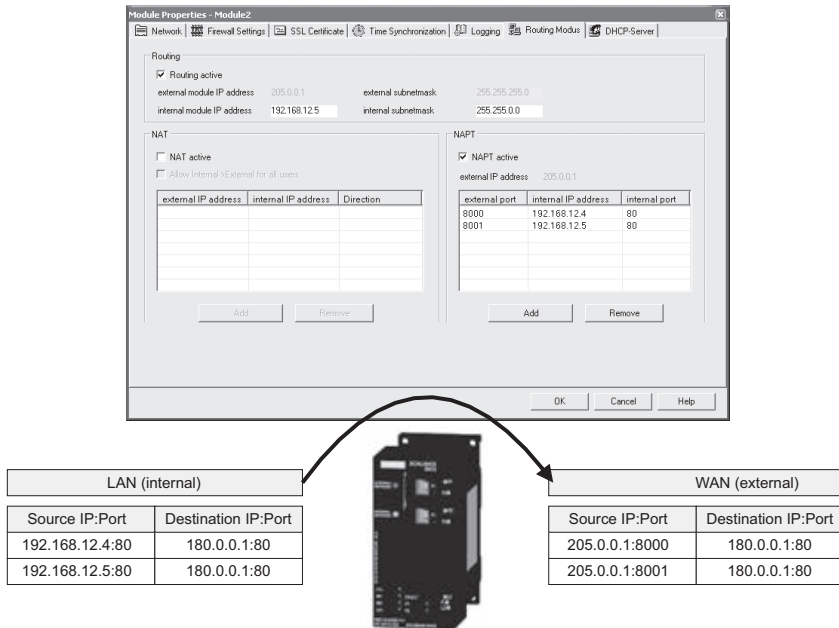 Module Properties - Module2
Network Firewall Settings SSL Certificate Time Synchronization Logging Routing Modus DHCP-Server
Routing
Routing active
external module IP address 205.0.0.1 external subnetmask 255.255.255.0
internal module IP address 192.168.12.5 internal subnetmask 255.255.0.0
NAT
NAT active
Allow Internal->External for all users
external IP address internal IP address Direction
Add Remove
NAPT
NAPT active
external IP address 205.0.0.1
external port internal IP address internal port
8000 192.168.12.4 80
8001 192.168.12.5 80
Add Remove
OK Cancel Help
LAN (internal)
Source IP:Port Destination IP:Port
192.168.12.4:80 180.0.0.1:80
192.168.12.5:80 180.0.0.1:80
WAN (external)
Source IP:Port Destination IP:Port
205.0.0.1:8000 180.0.0.1:80
205.0.0.1:8001 180.0.0.1:80